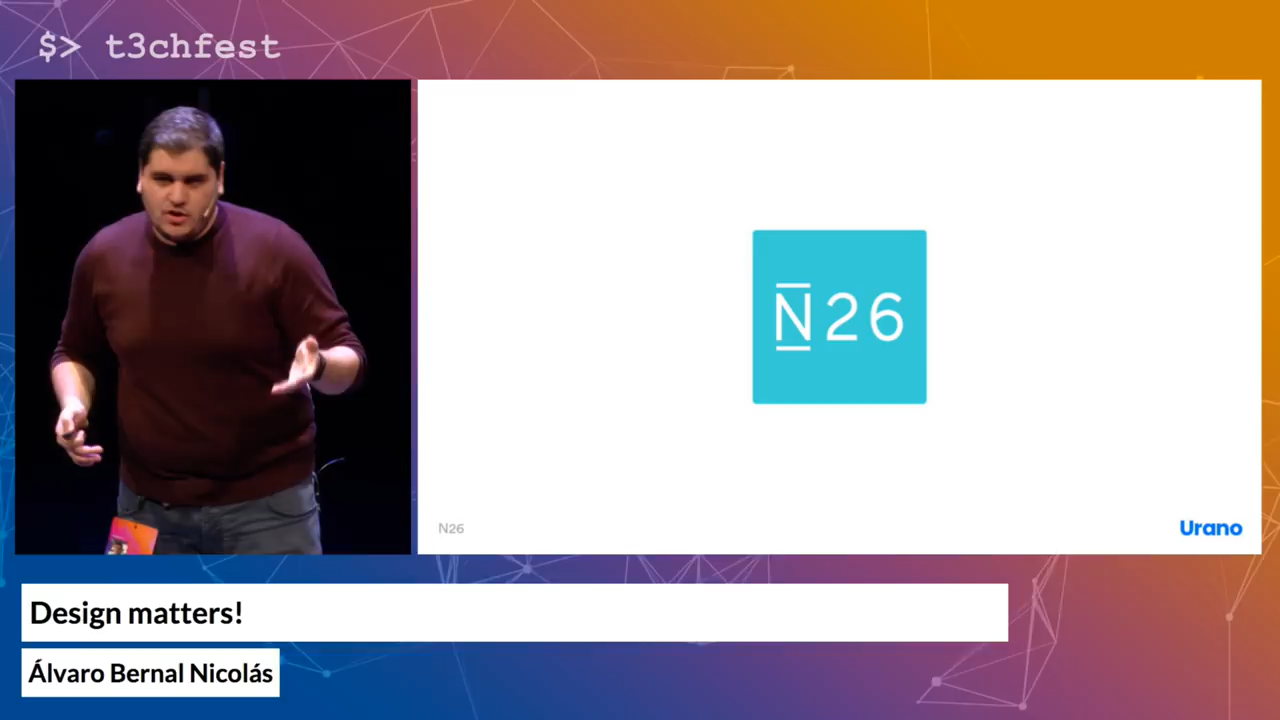 $> t3chfest
N26
N26
Urano
Design matters!
Álvaro Bernal Nicolás